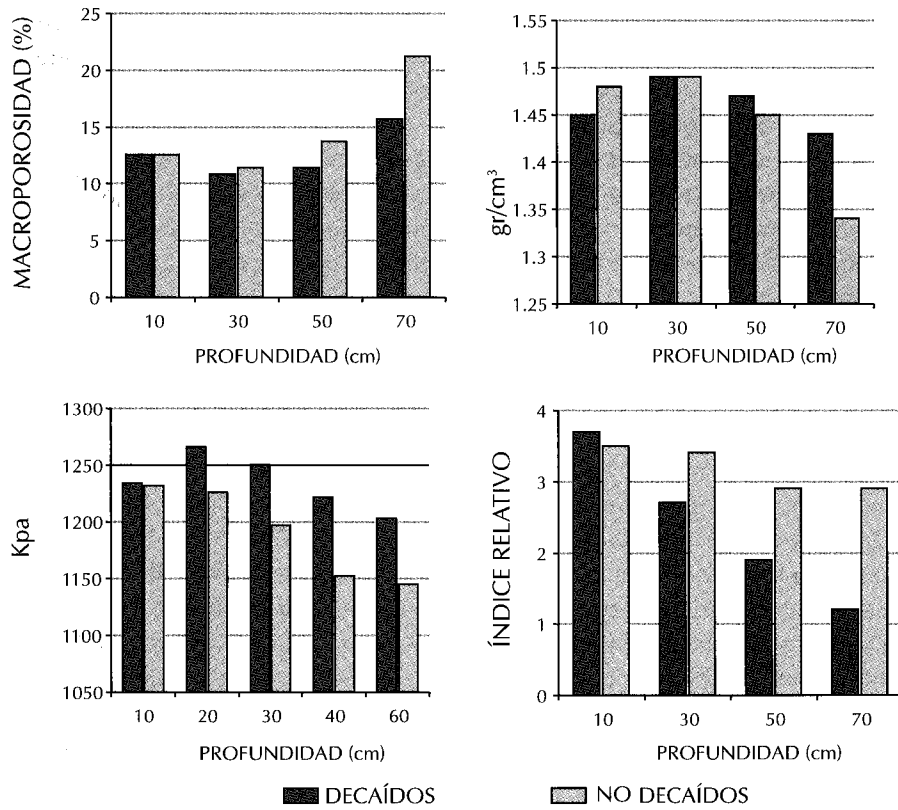 MACROPOROSIDAD (%)
25
20
15
10
5
0
10 30 50 70
PROFUNDIDAD (cm)
gr/cm³
1.55
1.5
1.45
1.4
1.35
1.3
1.25
10 30 50 70
PROFUNDIDAD (cm)
Kpa
1300
1250
1200
1150
1100
1050
10 20 30 40 60
PROFUNDIDAD (cm)
ÍNDICE RELATIVO
4
3
2
1
0
10 30 50 70
PROFUNDIDAD (cm)
DECAÍDOS NO DECAÍDOS